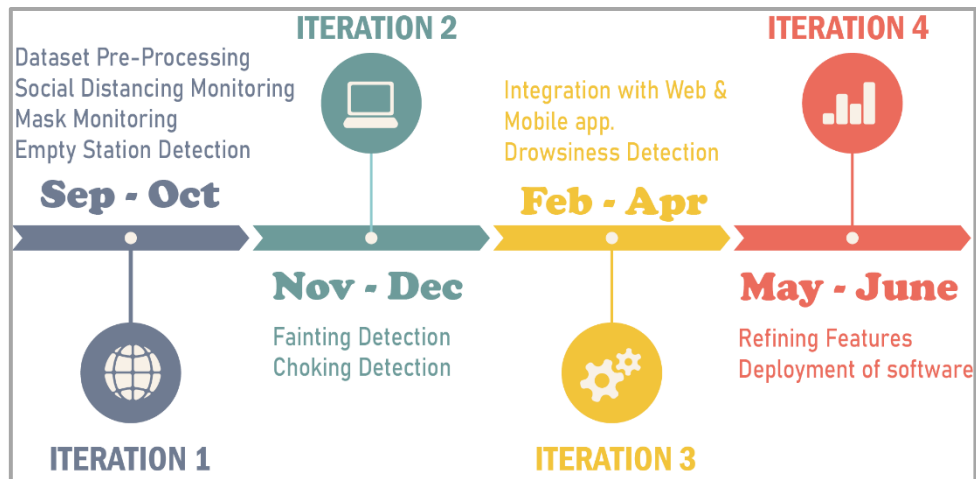 ITERATION 2
ITERATION 4
Dataset Pre-Processing
Social Distancing Monitoring
Mask Monitoring
Empty Station Detection
Sep - Oct
Integration with Web &
Mobile app.
Drowsiness Detection
Feb - Apr
Nov - Dec
Fainting Detection
Choking Detection
May - June
Refining Features
Deployment of software
ITERATION 1
ITERATION 3